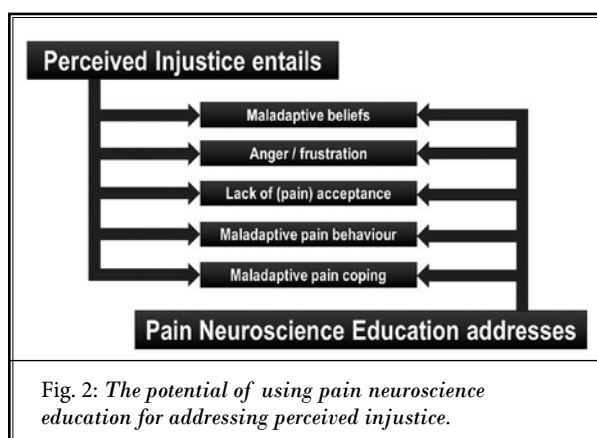 Perceived Injustice entails
Maladaptive beliefs
Anger / frustration
Lack of (pain) acceptance
Maladaptive pain behaviour
Maladaptive pain coping
Pain Neuroscience Education addresses
Fig. 2: The potential of using pain neuroscience
education for addressing perceived injustice.